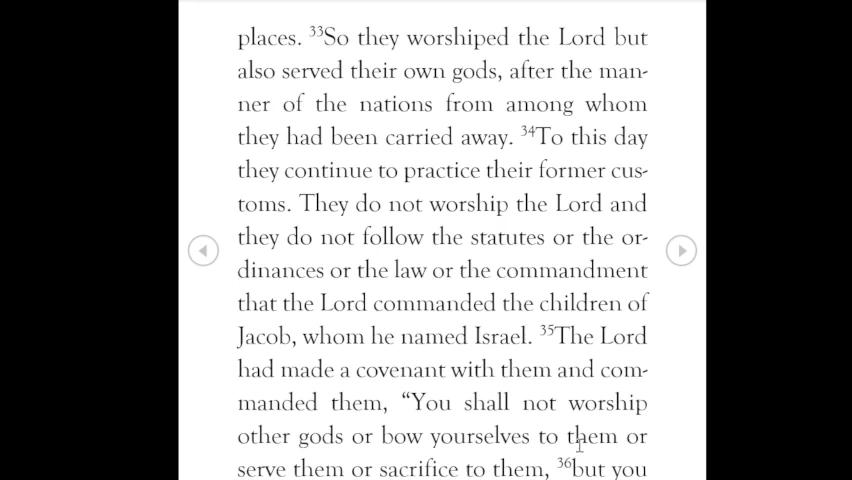 places. ³³So they worshiped the Lord but
also served their own gods, after the man-
ner of the nations from among whom
they had been carried away. ³⁴To this day
they continue to practice their former cus-
toms. They do not worship the Lord and
they do not follow the statutes or the or-
dinances or the law or the commandment
that the Lord commanded the children of
Jacob, whom he named Israel. ³⁵The Lord
had made a covenant with them and com-
manded them, “You shall not worship
other gods or bow yourselves to them or
serve them or sacrifice to them, ³⁶but you